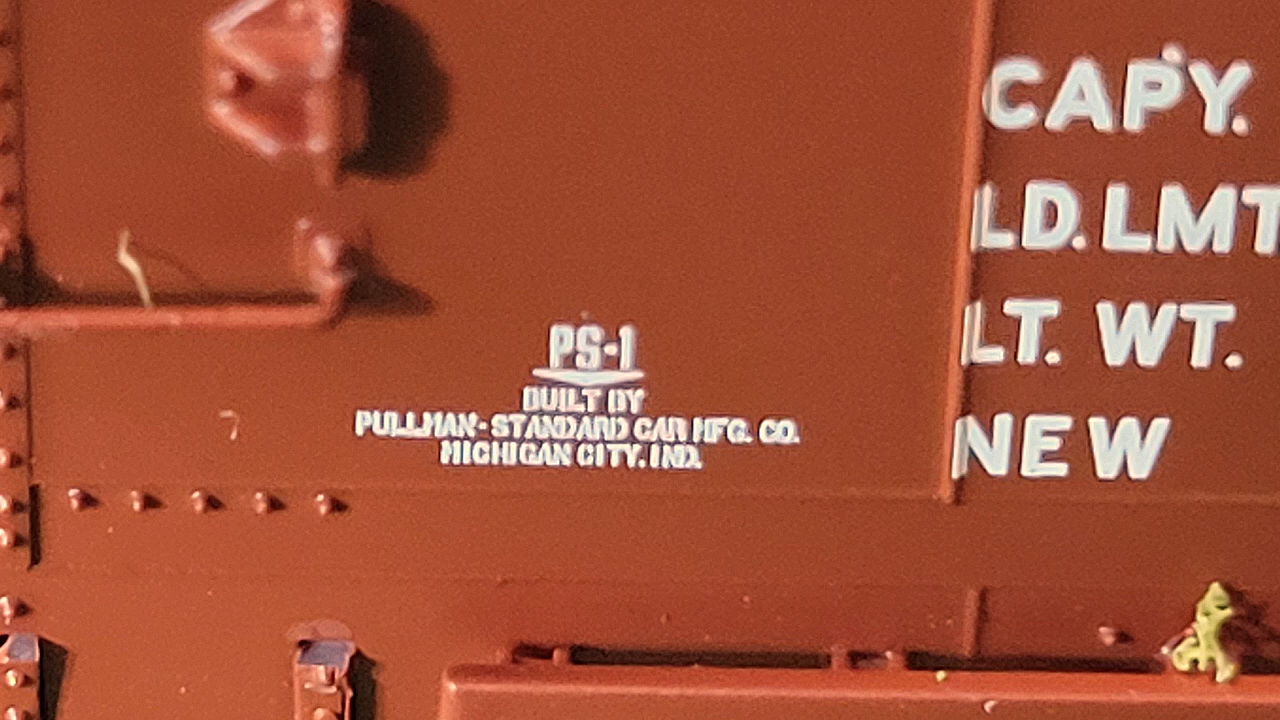 PS-1
BUILT BY
PULLMAN-STANDARD CAR MFG. CO.
MICHIGAN CITY. IND.
CAPY.
LD. LMT
LT. WT.
NEW